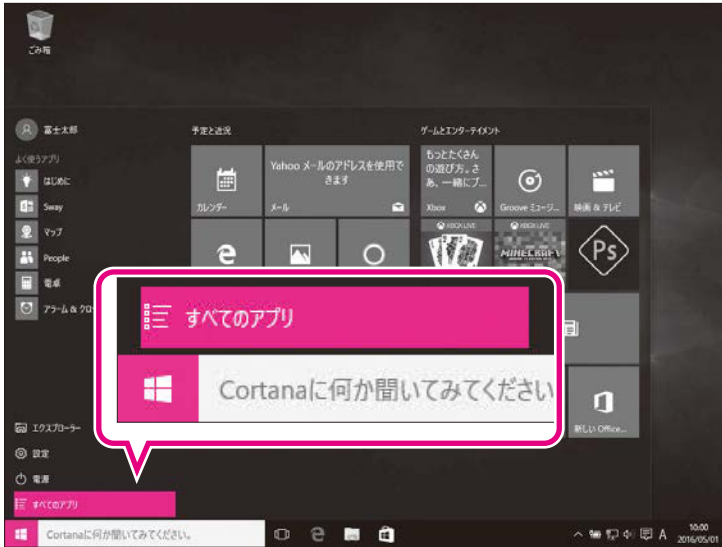 ごみ箱
富士太郎
よく使うアプリ
はじめに
Sway
マップ
People
電卓
アラーム & クロ
エクスプローラー
設定
電源
すべてのアプリ
予定と近況
カレンダー
Yahoo メールのアドレスを使用で
きます
メール
ゲームとエンターテイメント
もっとたくさん
の遊び方。さ
あ、一緒にプ...
Xbox
Groove ミュージ...
映画 & テレビ
XBOX LIVE
XBOX LIVE
MINECRAFT
Ps
新しい Office...
すべてのアプリ
Cortanaに何か聞いてみてください
Cortanaに何か聞いてみてください。
A
10:00
2016/05/01